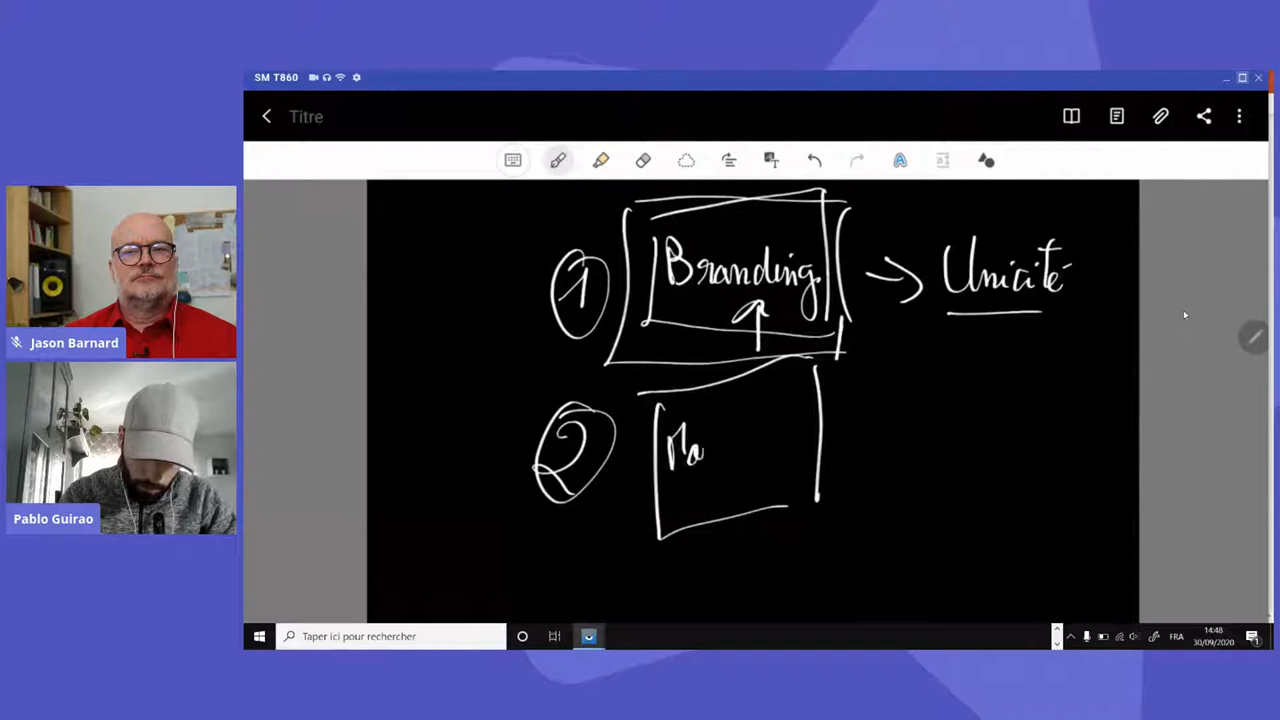 SM T860
Titre
1 Branding → Unicité
2 Ma
Jason Barnard
Pablo Guirao
Taper ici pour rechercher
FRA
14:48
30/09/2020